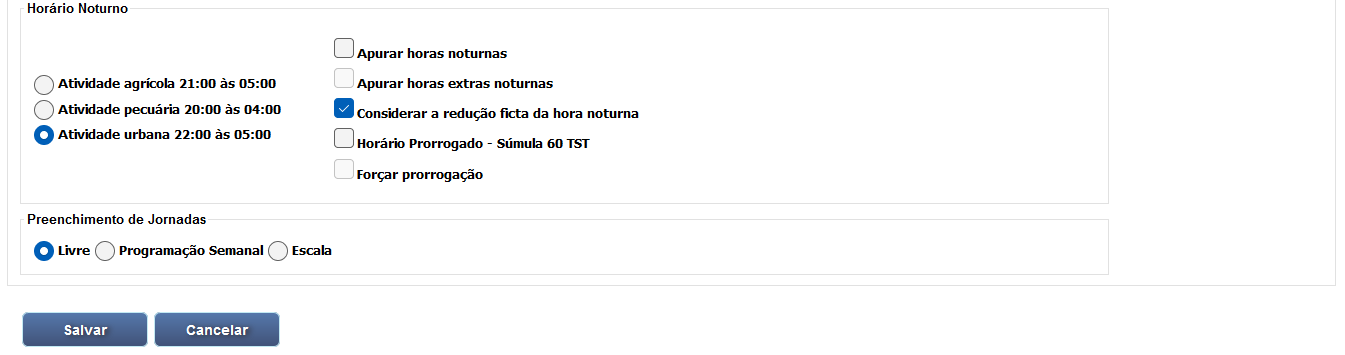 Horário Noturno
Apurar horas noturnas
Apurar horas extras noturnas
Atividade agrícola 21:00 às 05:00
Atividade pecuária 20:00 às 04:00
Considerar a redução ficta da hora noturna
Atividade urbana 22:00 às 05:00
Horário Prorrogado - Súmula 60 TST
Forçar prorrogação
Preenchimento de Jornadas
Livre Programação Semanal Escala
Salvar Cancelar